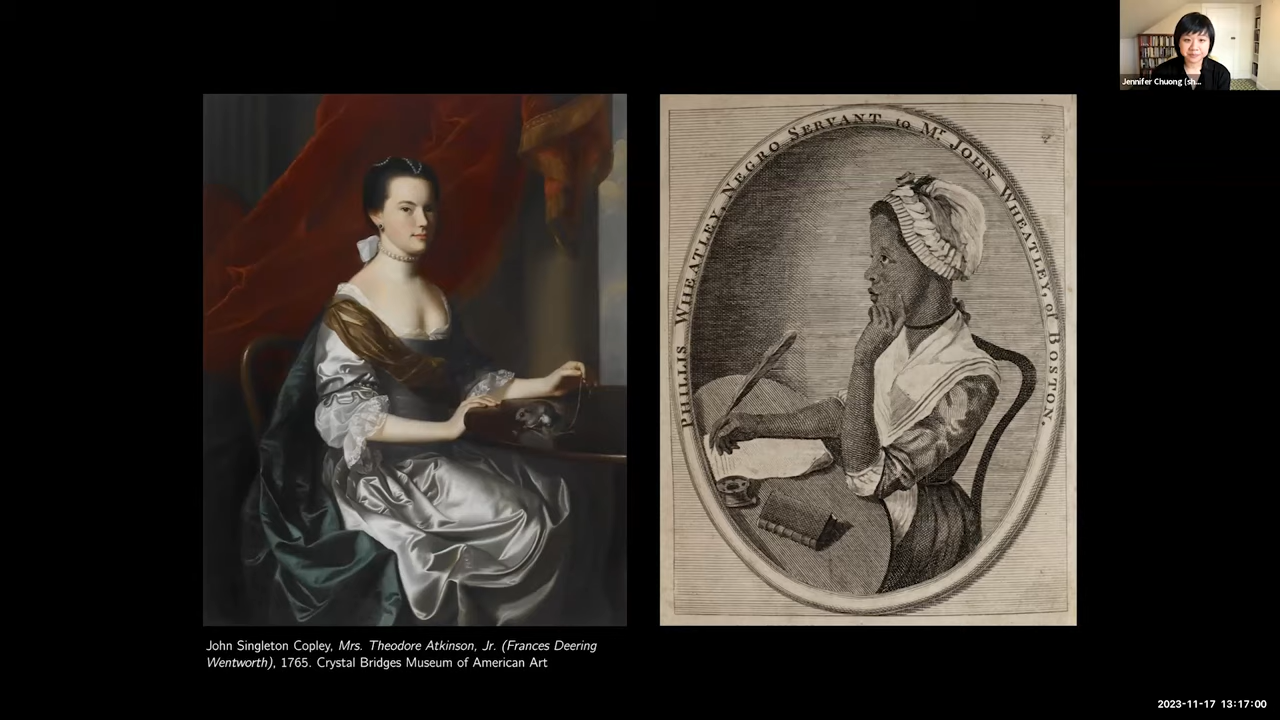 Jennifer Chuong (sh...
PHILLIS WHEATLEY, NEGRO SERVANT to Mr. JOHN WHEATLEY, of BOSTON.
John Singleton Copley, Mrs. Theodore Atkinson, Jr. (Frances Deering
Wentworth), 1765. Crystal Bridges Museum of American Art
2023-11-17 13:17:00